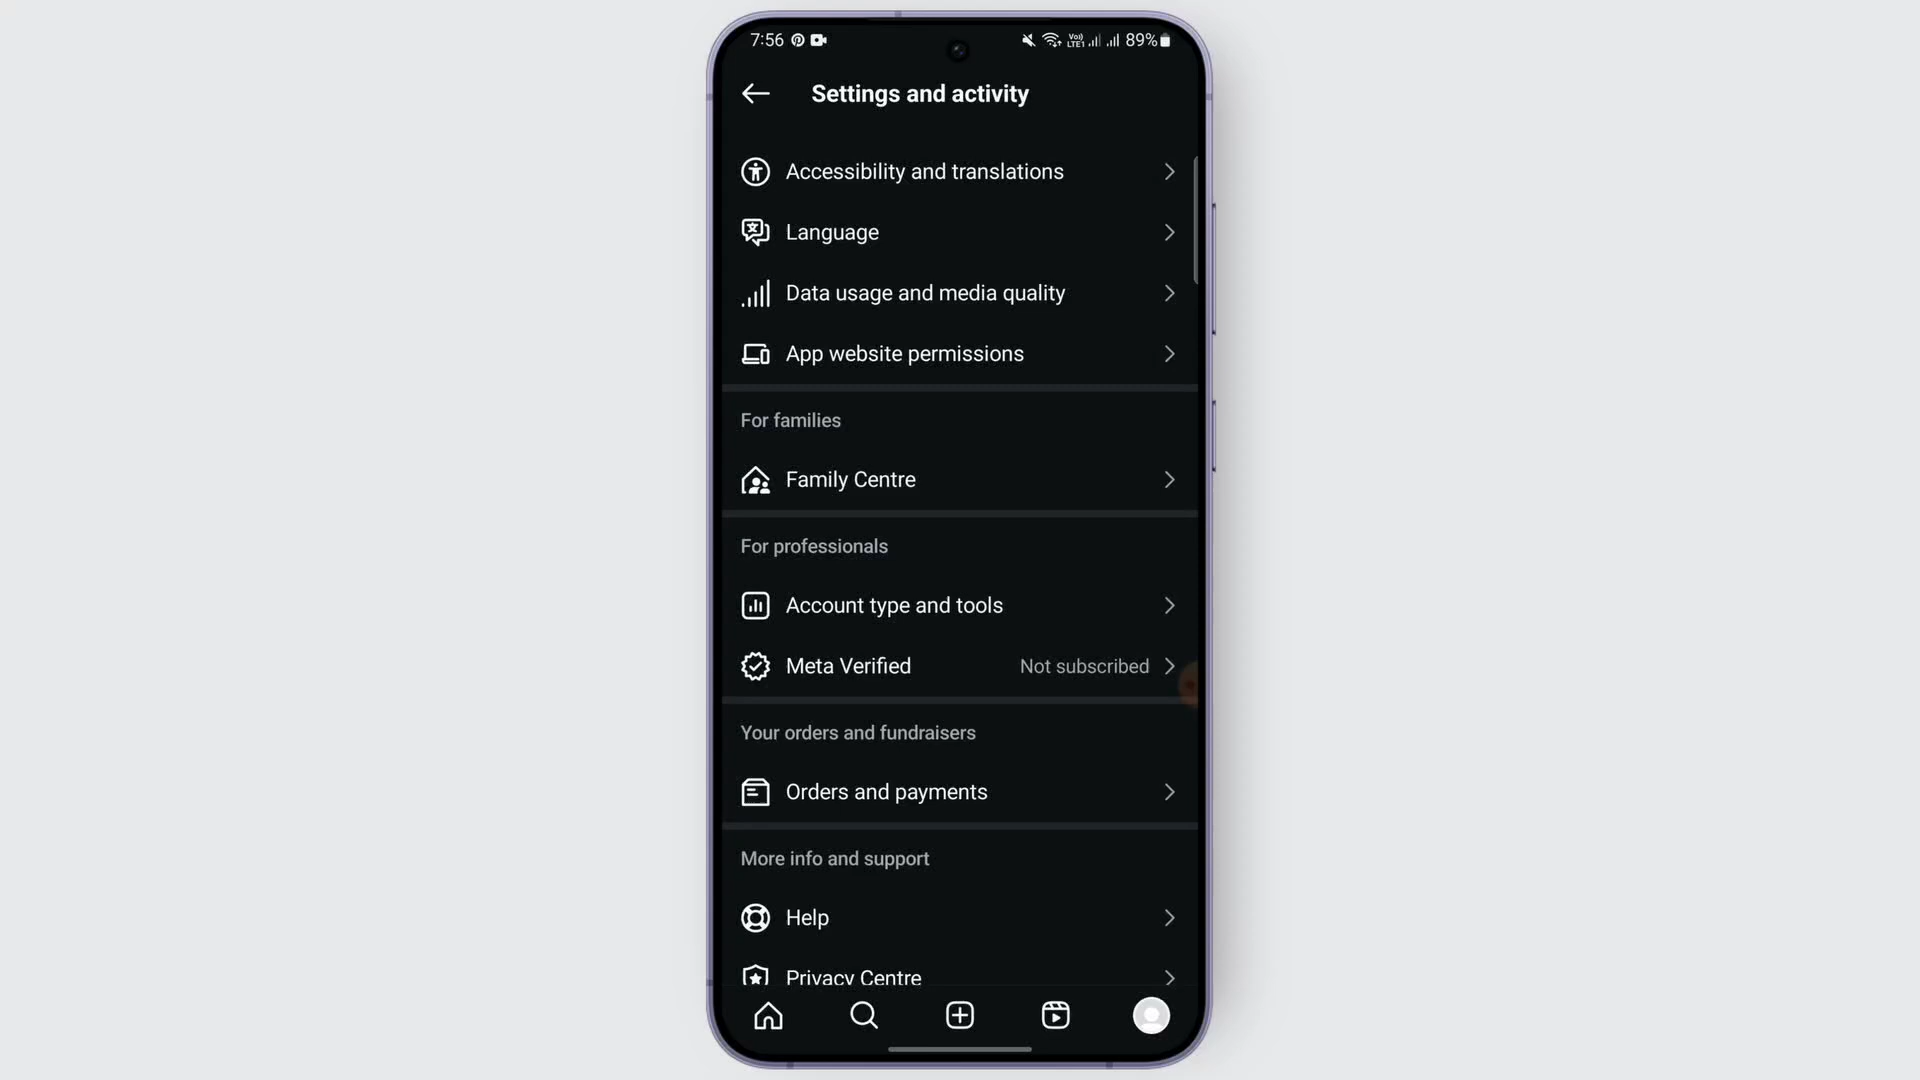 7:56 Vo)) LTE1 89%
Settings and activity
Accessibility and translations
Language
Data usage and media quality
App website permissions
For families
Family Centre
For professionals
Account type and tools
Meta Verified Not subscribed
Your orders and fundraisers
Orders and payments
More info and support
Help
Privacy Centre